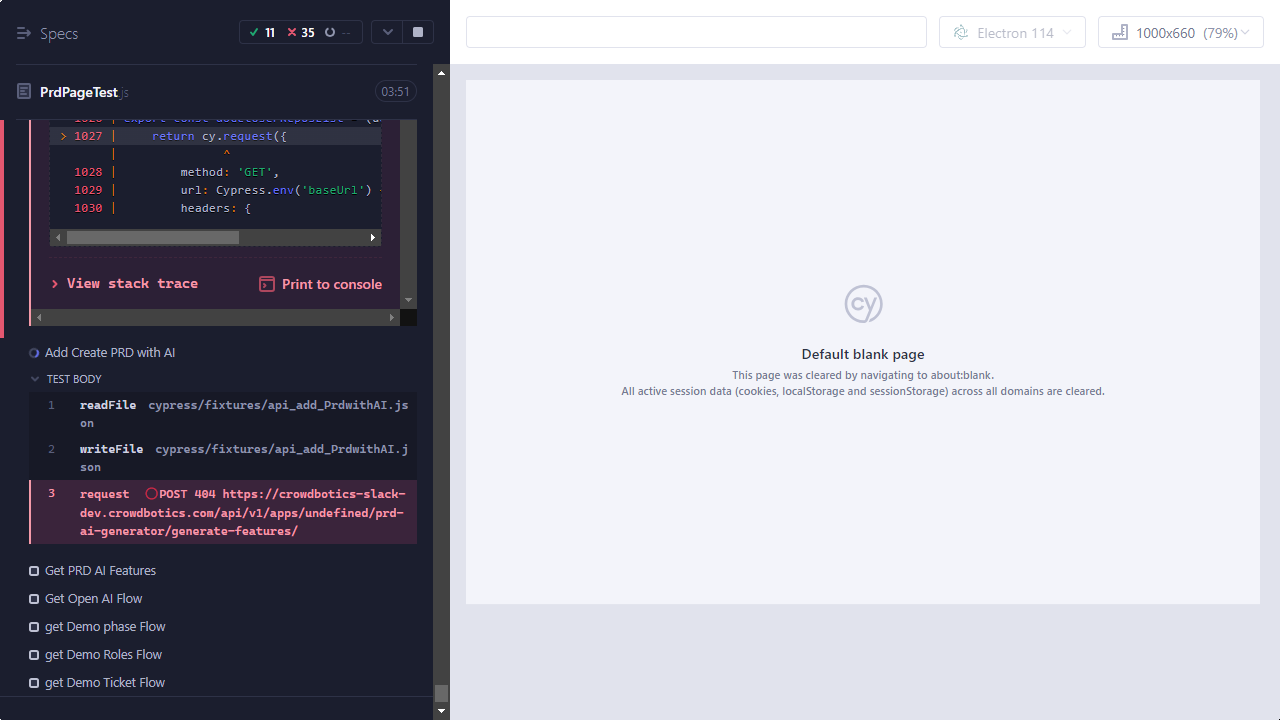 Specs
11 35 --
Electron 114
1000x660 (79%)
PrdPageTest.js
03:51
> 1027 | return cy.request({
| ^
1028 | method: 'GET',
1029 | url: Cypress.env('baseUrl')
1030 | headers: {
View stack trace
Print to console
Add Create PRD with AI
TEST BODY
1 readFile cypress/fixtures/api_add_PrdwithAI.js
on
2 writeFile cypress/fixtures/api_add_PrdwithAI.j
son
3 request POST 404 https://crowdbotics-slack-
dev.crowdbotics.com/api/v1/apps/undefined/prd-
ai-generator/generate-features/
Get PRD AI Features
Get Open AI Flow
get Demo phase Flow
get Demo Roles Flow
get Demo Ticket Flow
cy
Default blank page
This page was cleared by navigating to about:blank.
All active session data (cookies, localStorage and sessionStorage) across all domains are cleared.